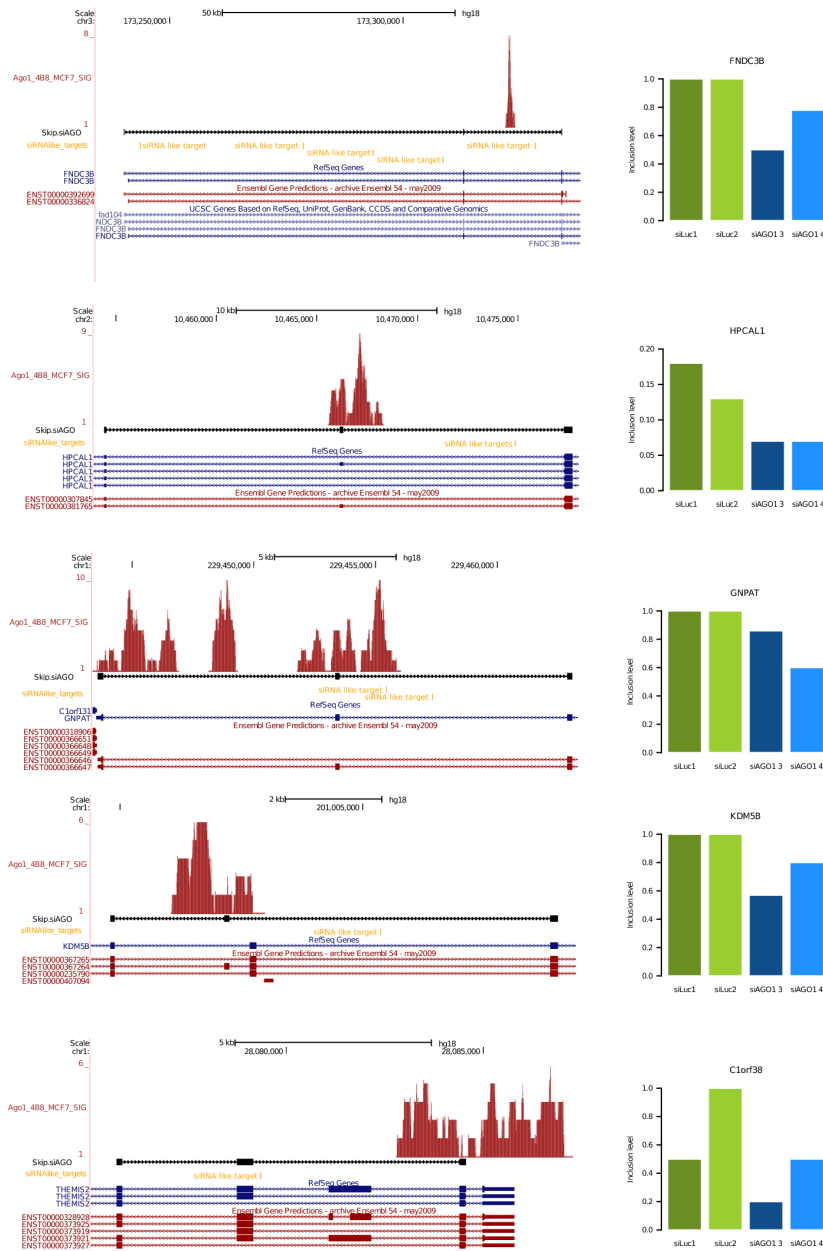 Scale 50 kb hg18
chr3: 173,250,000 173,300,000
8
Ago1_4B8_MCF7_SIG
1
Skip.siAGO
siRNAlike_targets siRNA like target siRNA like target siRNA like target
siRNA like target
siRNA like target
RefSeq Genes
FNDC3B
FNDC3B
Ensembl Gene Predictions - archive Ensembl 54 - may2009
ENST00000392699
ENST00000336824
UCSC Genes Based on RefSeq, UniProt, GenBank, CCDS and Comparative Genomics
fad104
NDC3B
FNDC3B
FNDC3B
FNDC3B
FNDC3B
Inclusion level
1.0
0.8
0.6
0.4
0.2
0.0
siLuc1 siLuc2 siAGO1 3 siAGO1 4
Scale 10 kb hg18
chr2: 10,460,000 10,465,000 10,470,000 10,475,000
9
Ago1_4B8_MCF7_SIG
1
Skip.siAGO
siRNAlike_targets siRNA like targets
RefSeq Genes
HPCAL1
HPCAL1
HPCAL1
HPCAL1
HPCAL1
Ensembl Gene Predictions - archive Ensembl 54 - may2009
ENST00000307845
ENST00000381765
HPCAL1
Inclusion level
0.20
0.15
0.10
0.05
0.00
siLuc1 siLuc2 siAGO1 3 siAGO1 4
Scale 5 kb hg18
chr1: 229,450,000 229,455,000 229,460,000
10
Ago1_4B8_MCF7_SIG
1
Skip.siAGO
siRNAlike_targets siRNA like target
siRNA like target
RefSeq Genes
C1orf131
GNPAT
Ensembl Gene Predictions - archive Ensembl 54 - may2009
ENST00000318906
ENST00000366651
ENST00000366648
ENST00000366649
ENST00000366646
ENST00000366647
GNPAT
Inclusion level
1.0
0.8
0.6
0.4
0.2
0.0
siLuc1 siLuc2 siAGO1 3 siAGO1 4
Scale 2 kb hg18
chr1: 201,005,000
6
Ago1_4B8_MCF7_SIG
1
Skip.siAGO
siRNAlike_targets siRNA like target
RefSeq Genes
KDM5B
Ensembl Gene Predictions - archive Ensembl 54 - may2009
ENST00000367265
ENST00000367264
ENST00000235790
ENST00000407094
KDM5B
Inclusion level
1.0
0.8
0.6
0.4
0.2
0.0
siLuc1 siLuc2 siAGO1 3 siAGO1 4
Scale 5 kb hg18
chr1: 28,080,000 28,085,000
6
Ago1_4B8_MCF7_SIG
1
Skip.siAGO
siRNAlike_targets siRNA like target
RefSeq Genes
THEMIS2
THEMIS2
THEMIS2
Ensembl Gene Predictions - archive Ensembl 54 - may2009
ENST00000328928
ENST00000373925
ENST00000373919
ENST00000373921
ENST00000373927
C1orf38
Inclusion level
1.0
0.8
0.6
0.4
0.2
0.0
siLuc1 siLuc2 siAGO1 3 siAGO1 4